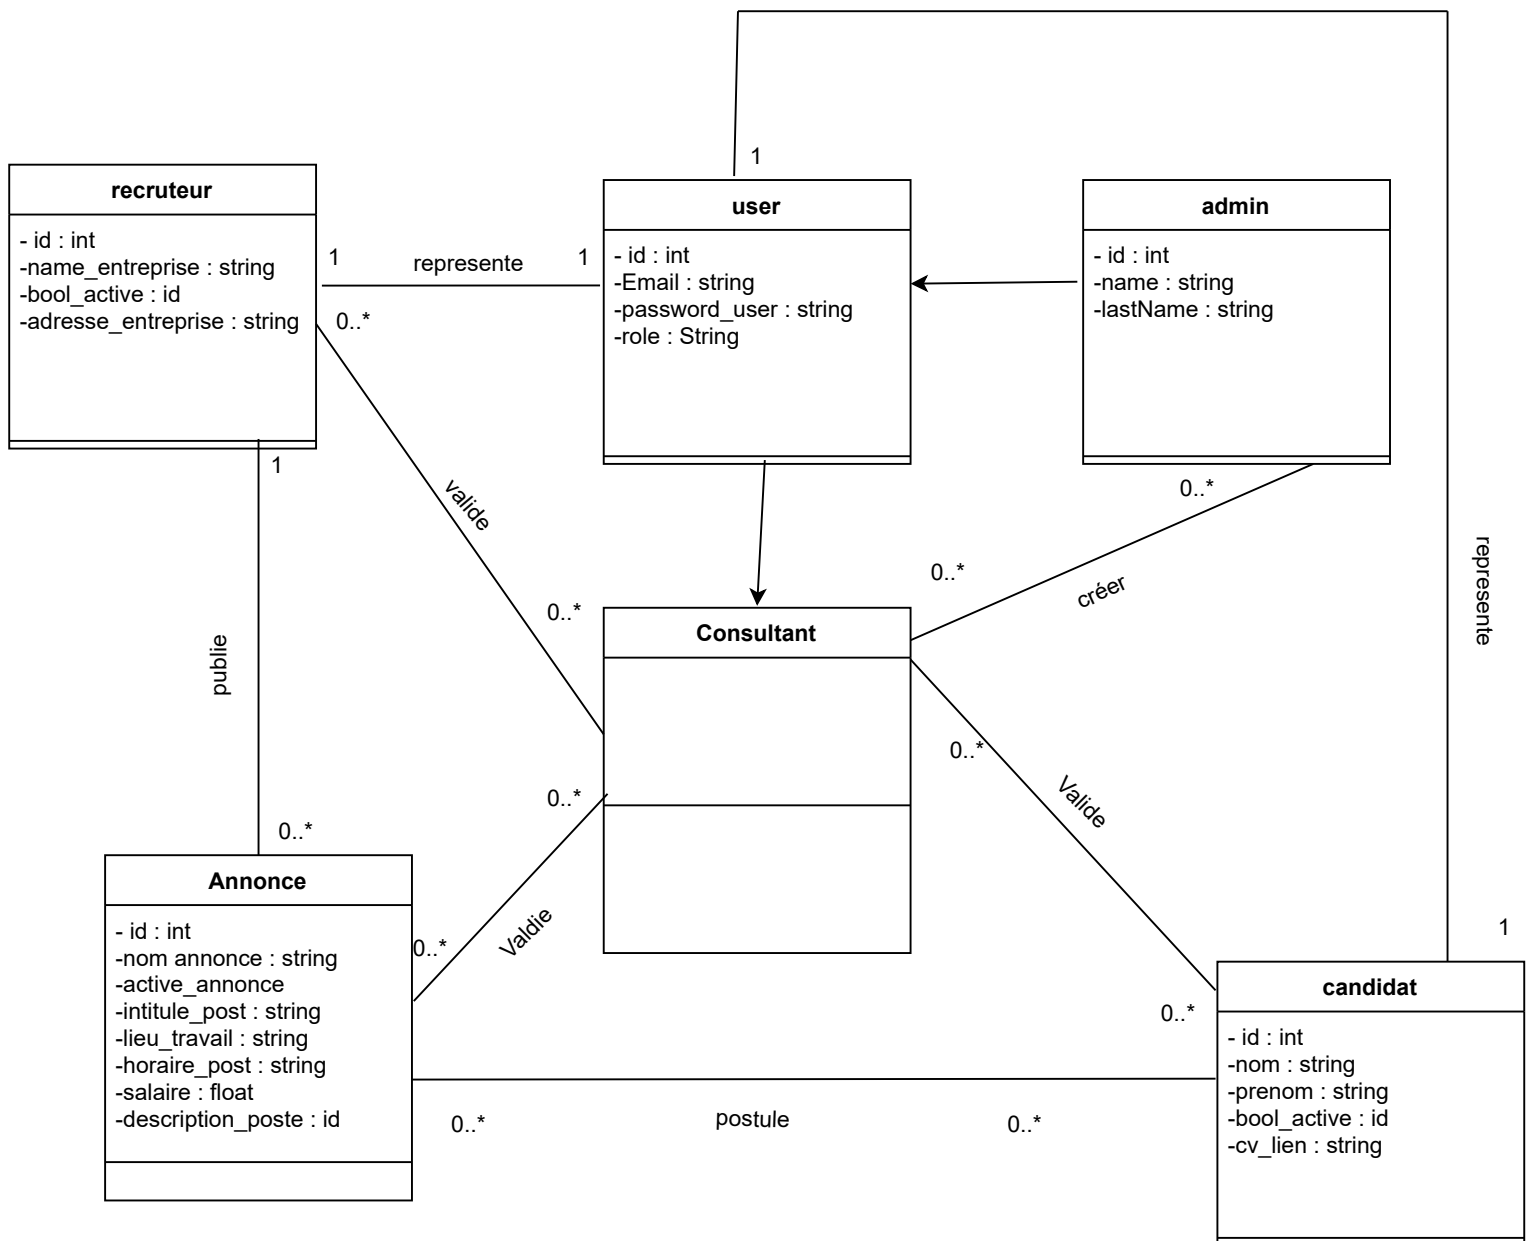 1
recruteur
- id : int
-name_entreprise : string
-bool_active : id
-adresse_entreprise : string
1
represente
1
user
- id : int
-Email : string
-password_user : string
-role : String
admin
- id : int
-name : string
-lastName : string
0..*
1
valide
0..*
0..*
créer
0..*
represente
publie
Consultant
0..*
0..*
Valide
0..*
Annonce
- id : int
-nom annonce : string
-active_annonce
-intitule_post : string
-lieu_travail : string
-horaire_post : string
-salaire : float
-description_poste : id
0..*
Valdie
1
0..*
candidat
- id : int
-nom : string
-prenom : string
-bool_active : id
-cv_lien : string
0..*
postule
0..*